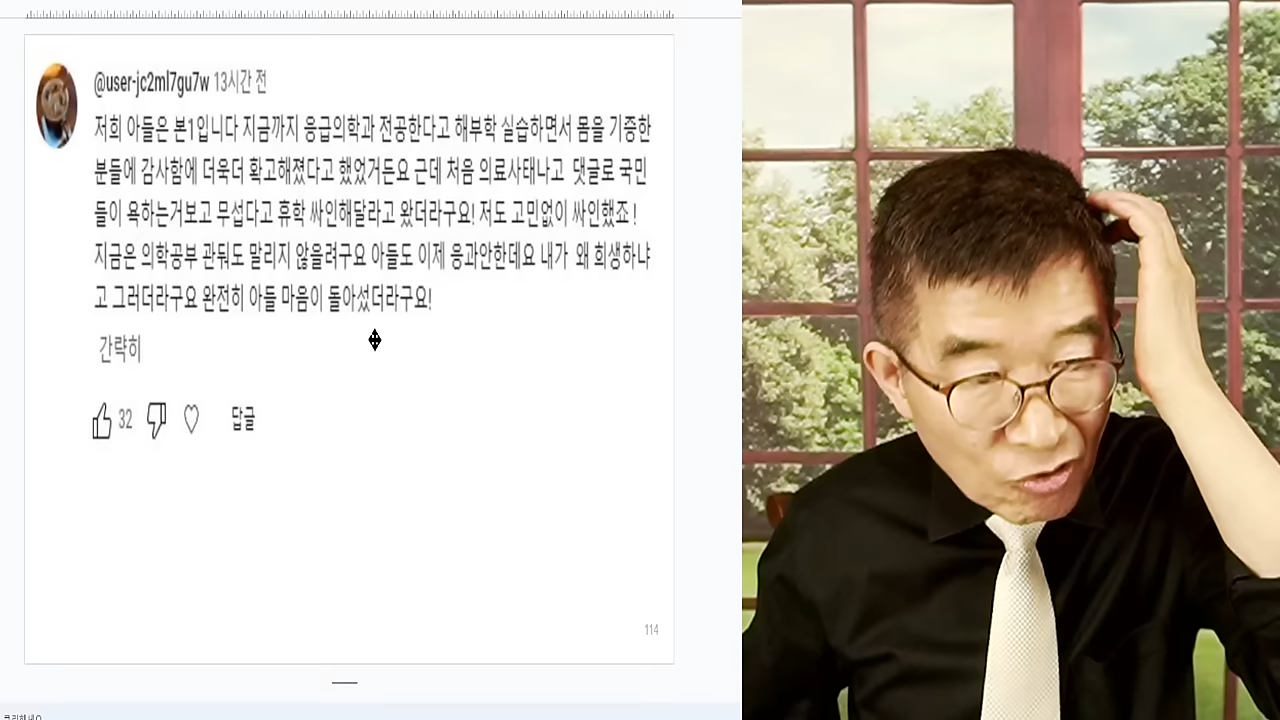 @user-jc2ml7gu7w 13시간 전
저희 아들은 본1입니다 지금까지 응급의학과 전공한다고 해부학 실습하면서 몸을 기증한
분들에 감사함에 더욱더 확고해졌다고 했었거든요 근데 처음 의료사태나고 댓글로 국민
들이 욕하는거보고 무섭다고 휴학 싸인해달라고 왔더라구요! 저도 고민없이 싸인했죠 !
지금은 의학공부 관둬도 말리지 않을려구요 아들도 이제 응과안한데요 내가 왜 희생하냐
고 그러더라구요 완전히 아들 마음이 돌아섰더라구요!
간략히
32 답글
114